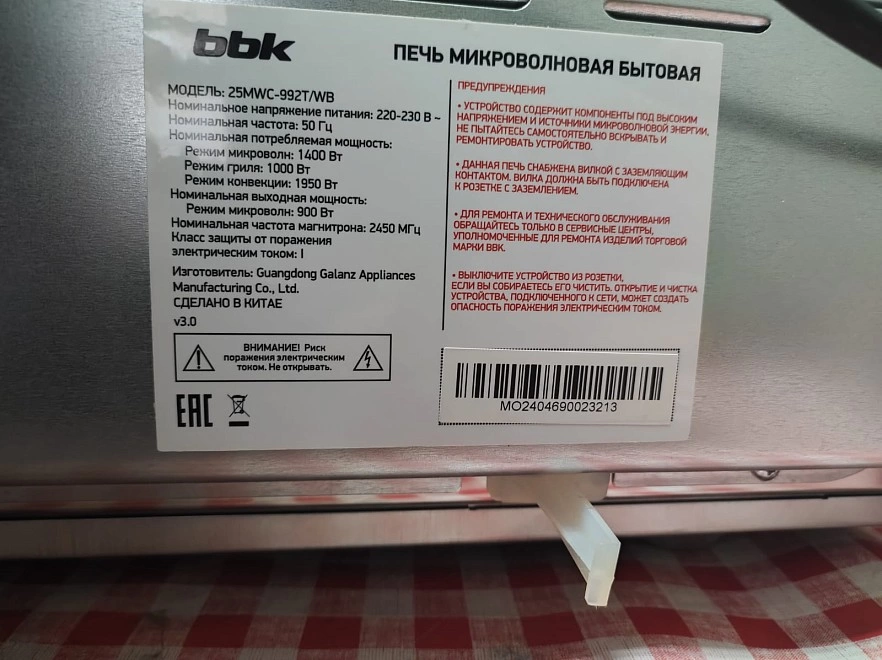 bbk
ПЕЧЬ МИКРОВОЛНОВАЯ БЫТОВАЯ
МОДЕЛЬ: 25MWC-992T/WB
Номинальное напряжение питания: 220-230 В ~
Номинальная частота: 50 Гц
Номинальная потребляемая мощность:
Режим микроволн: 1400 Вт
Режим гриля: 1000 Вт
Режим конвекции: 1950 Вт
Номинальная выходная мощность:
Режим микроволн: 900 Вт
Номинальная частота магнитрона: 2450 МГц
Класс защиты от поражения
электрическим током: I
Изготовитель: Guangdong Galanz Appliances
Manufacturing Co., Ltd.
СДЕЛАНО В КИТАЕ
v3.0
ВНИМАНИЕ! Риск
поражения электрическим
током. Не открывать.
EAC
ПРЕДУПРЕЖДЕНИЯ
• УСТРОЙСТВО СОДЕРЖИТ КОМПОНЕНТЫ ПОД ВЫСОКИМ
НАПРЯЖЕНИЕМ И ИСТОЧНИКИ МИКРОВОЛНОВОЙ ЭНЕРГИИ.
НЕ ПЫТАЙТЕСЬ САМОСТОЯТЕЛЬНО ВСКРЫВАТЬ И
РЕМОНТИРОВАТЬ УСТРОЙСТВО.
• ДАННАЯ ПЕЧЬ СНАБЖЕНА ВИЛКОЙ С ЗАЗЕМЛЯЮЩИМ
КОНТАКТОМ. ВИЛКА ДОЛЖНА БЫТЬ ПОДКЛЮЧЕНА
К РОЗЕТКЕ С ЗАЗЕМЛЕНИЕМ.
• ДЛЯ РЕМОНТА И ТЕХНИЧЕСКОГО ОБСЛУЖИВАНИЯ
ОБРАЩАЙТЕСЬ ТОЛЬКО В СЕРВИСНЫЕ ЦЕНТРЫ,
УПОЛНОМОЧЕННЫЕ ДЛЯ РЕМОНТА ИЗДЕЛИЙ ТОРГОВОЙ
МАРКИ BBK.
• ВЫКЛЮЧИТЕ УСТРОЙСТВО ИЗ РОЗЕТКИ,
ЕСЛИ ВЫ СОБИРАЕТЕСЬ ЕГО ЧИСТИТЬ. ОТКРЫТИЕ И ЧИСТКА
УСТРОЙСТВА, ПОДКЛЮЧЕННОГО К СЕТИ, МОЖЕТ СОЗДАТЬ
ОПАСНОСТЬ ПОРАЖЕНИЯ ЭЛЕКТРИЧЕСКИМ ТОКОМ.
MO2404690023213